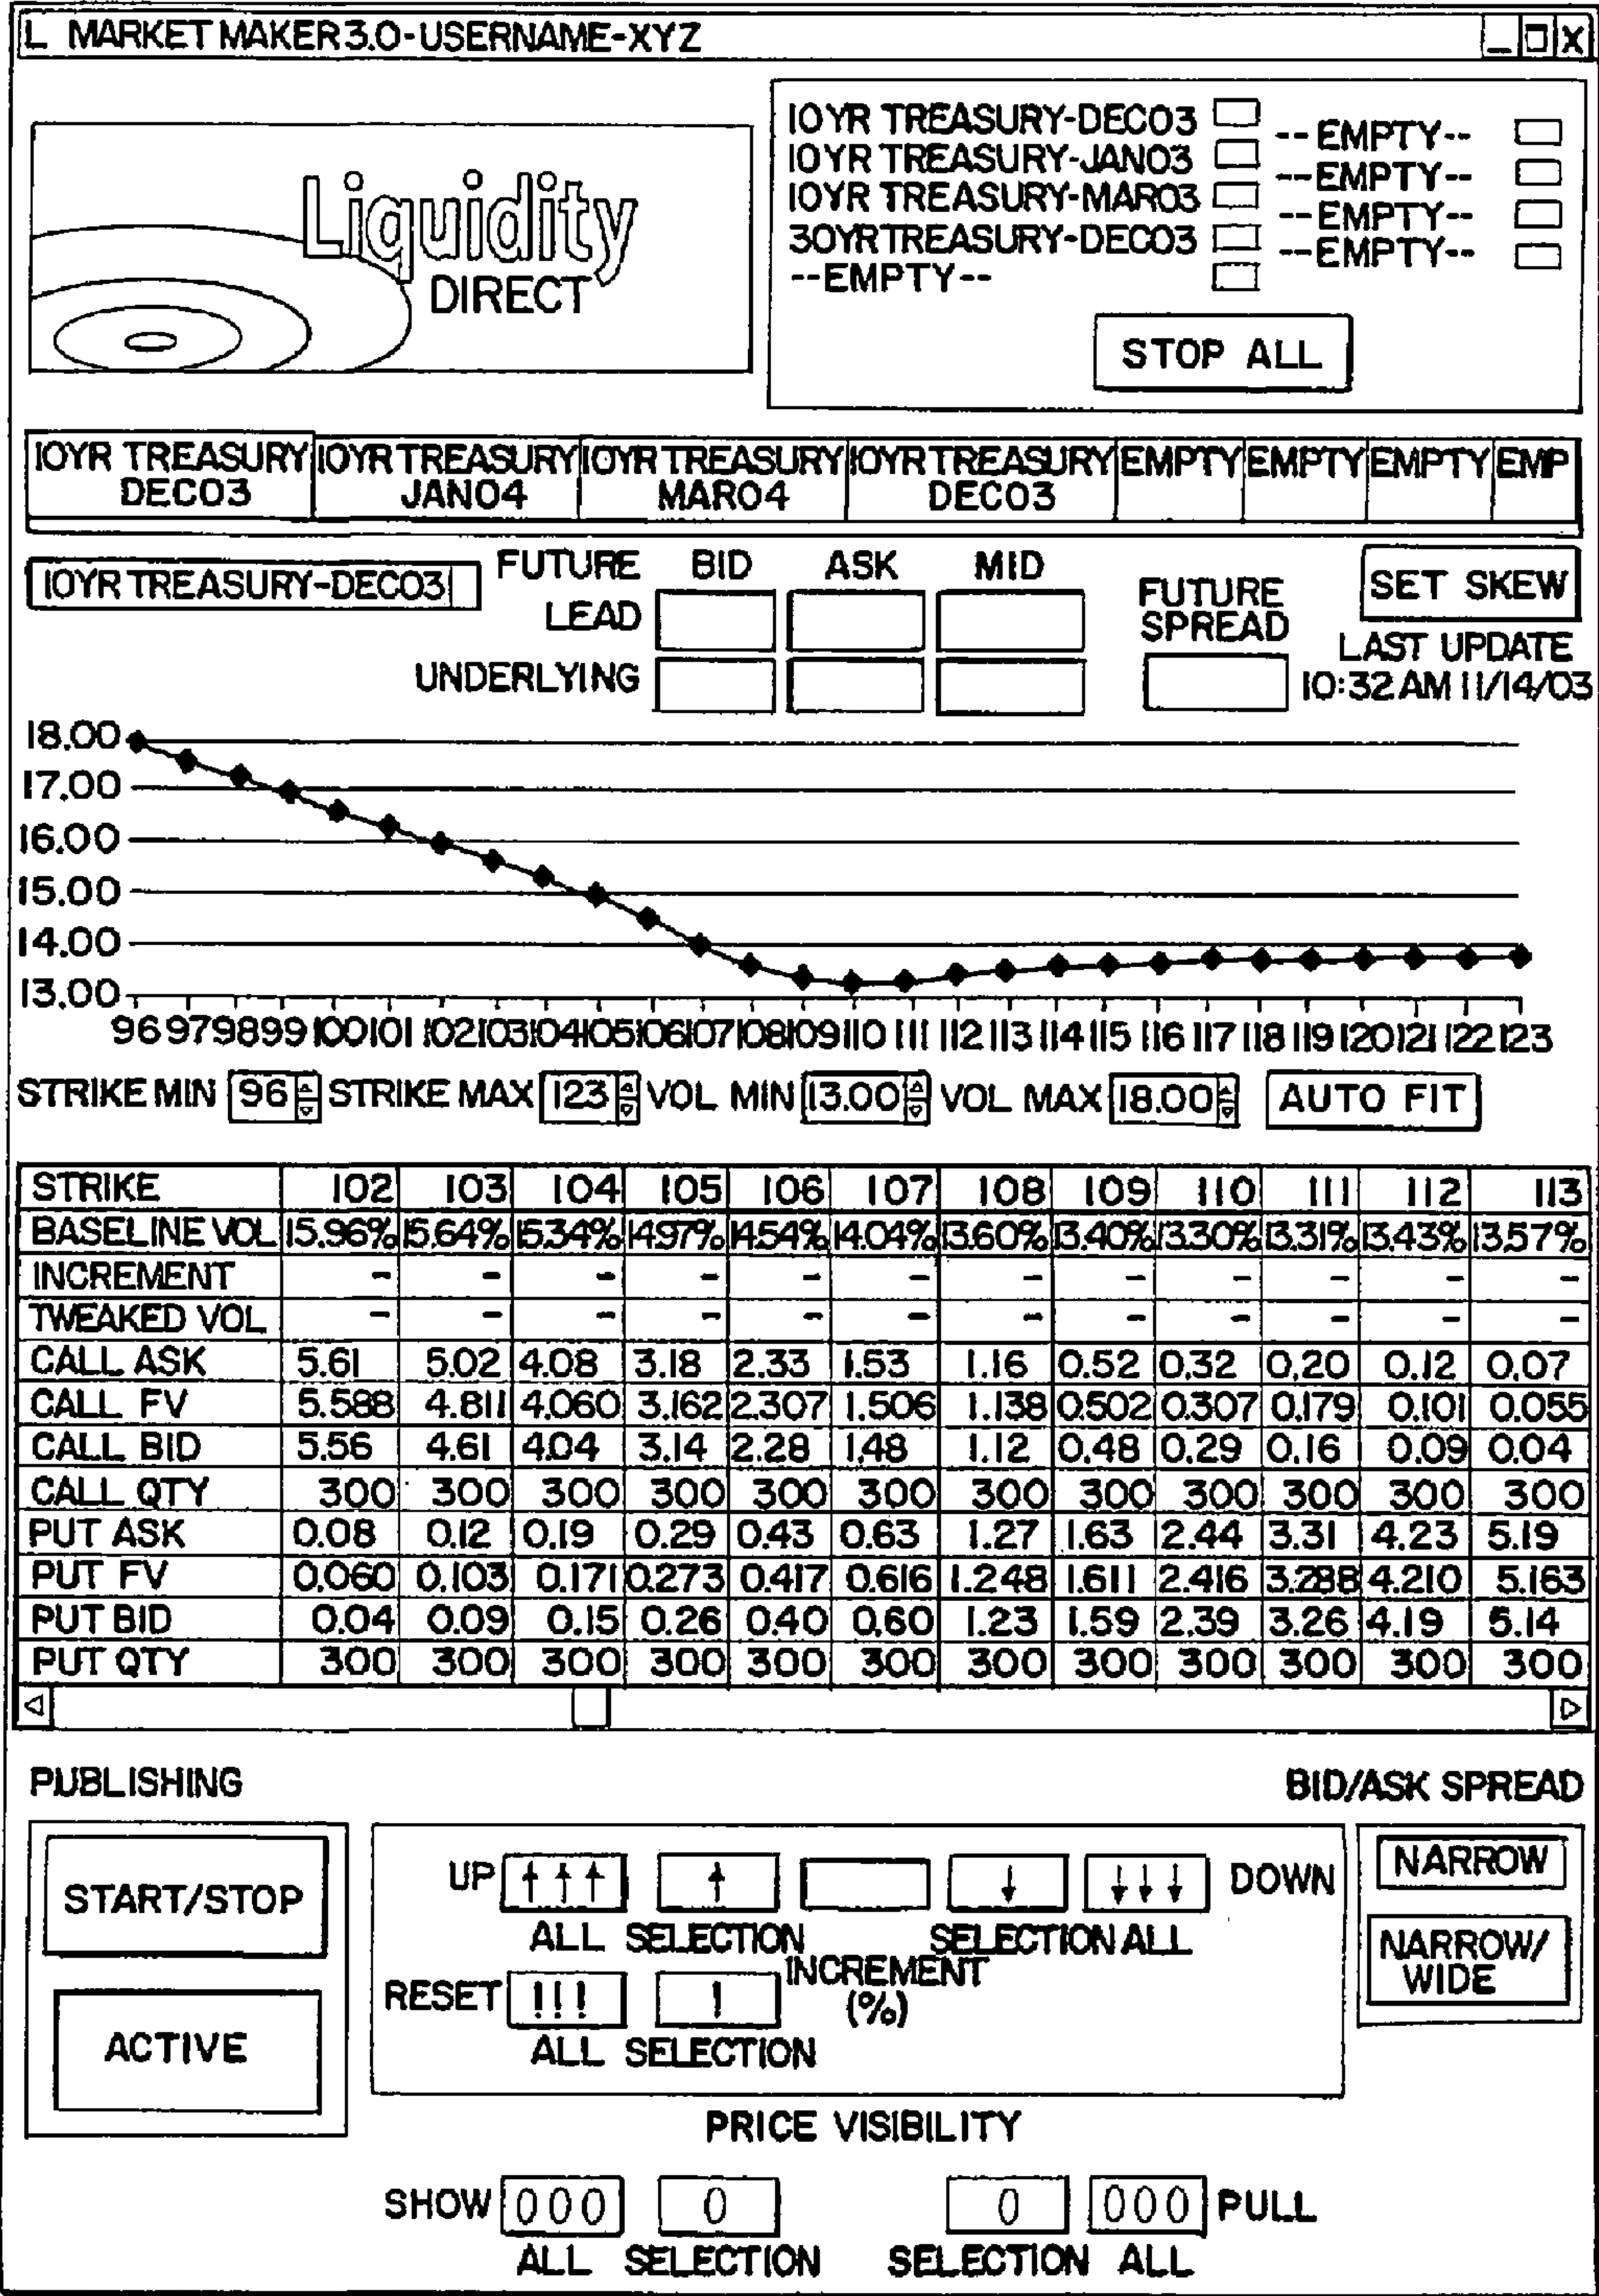 L MARKET MAKER 3.0-USERNAME-XYZ
Liquidity
DIRECT
10YR TREASURY-DEC03 --EMPTY--
10YR TREASURY-JAN03 --EMPTY--
10YR TREASURY-MAR03 --EMPTY--
30YR TREASURY-DEC03 --EMPTY--
--EMPTY--
STOP ALL
10YR TREASURY DEC03 10YR TREASURY JAN04 10YR TREASURY MAR04 10YR TREASURY DEC03 EMPTY EMPTY EMPTY EMP
10YR TREASURY-DEC03
FUTURE BID ASK MID
LEAD
UNDERLYING
FUTURE SPREAD
SET SKEW
LAST UPDATE
10:32AM 11/14/03
18.00
17.00
16.00
15.00
14.00
13.00
96 97 98 99 100 101 102 103 104 105 106 107 108 109 110 111 112 113 114 115 116 117 118 119 120 121 122 123
STRIKE MIN 96 STRIKE MAX 123 VOL MIN 13.00 VOL MAX 18.00 AUTO FIT
STRIKE 102 103 104 105 106 107 108 109 110 111 112 113
BASELINE VOL 15.96% 15.64% 15.34% 14.97% 14.54% 14.04% 13.60% 13.40% 13.30% 13.31% 13.43% 13.57%
INCREMENT - - - - - - - - - - - -
TWEAKED VOL - - - - - - - - - - - -
CALL ASK 5.61 5.02 4.08 3.18 2.33 1.53 1.16 0.52 0.32 0.20 0.12 0.07
CALL FV 5.588 4.811 4.060 3.162 2.307 1.506 1.138 0.502 0.307 0.179 0.101 0.055
CALL BID 5.56 4.61 4.04 3.14 2.28 1.48 1.12 0.48 0.29 0.16 0.09 0.04
CALL QTY 300 300 300 300 300 300 300 300 300 300 300 300
PUT ASK 0.08 0.12 0.19 0.29 0.43 0.63 1.27 1.63 2.44 3.31 4.23 5.19
PUT FV 0.060 0.103 0.171 0.273 0.417 0.616 1.248 1.611 2.416 3.288 4.210 5.163
PUT BID 0.04 0.09 0.15 0.26 0.40 0.60 1.23 1.59 2.39 3.26 4.19 5.14
PUT QTY 300 300 300 300 300 300 300 300 300 300 300 300
PUBLISHING
START/STOP
ACTIVE
UP ↑↑↑ ↑ ↓ ↓↓↓ DOWN
ALL SELECTION SELECTION ALL
INCREMENT
(%)
RESET !!! !
ALL SELECTION
BID/ASK SPREAD
NARROW
NARROW/
WIDE
PRICE VISIBILITY
SHOW 000 0 0 000 PULL
ALL SELECTION SELECTION ALL